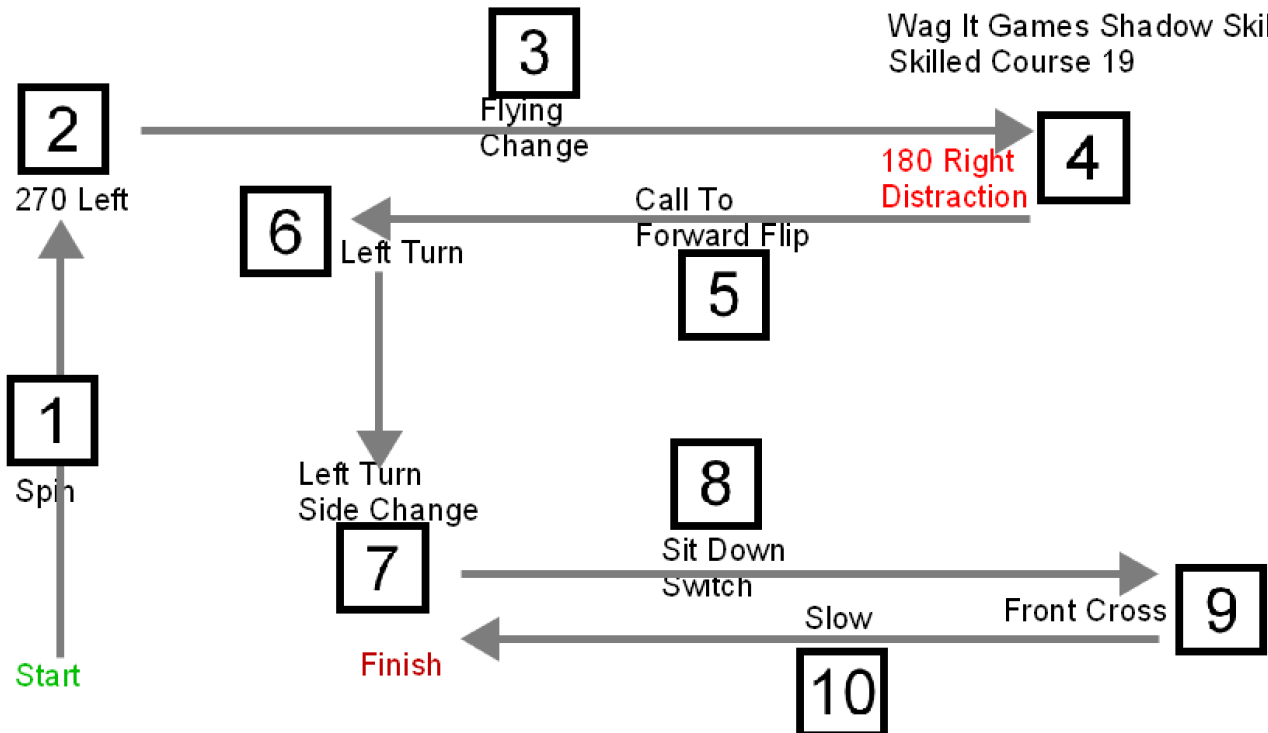 Wag It Games Shadow Skil
Skilled Course 19
3
Flying
Change
2
270 Left
4
180 Right
Distraction
Call To
Forward Flip
5
6
Left Turn
1
Spin
Left Turn
Side Change
7
8
Sit Down
Switch
Front Cross
9
Slow
10
Start
Finish